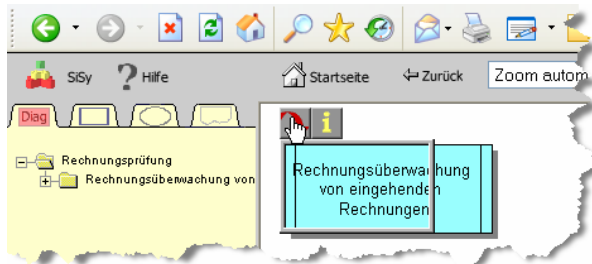 SiSy
Hilfe
Startseite
Zurück
Zoom autom
Diag
Rechnungsprüfung
Rechnungsüberwachung von
i
Rechnungsüberwachung
von eingehenden
Rechnungen